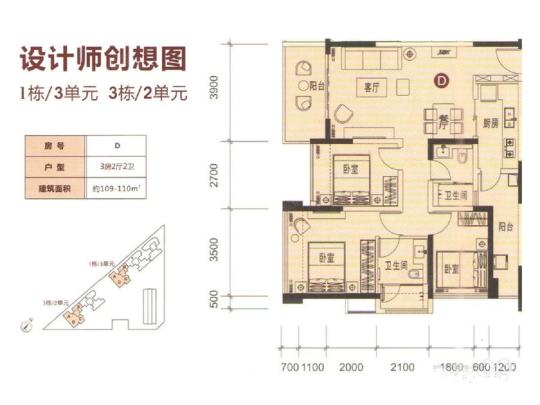 设计师创想图
1栋/3单元 3栋/2单元
房号 D
户型 3房2厅2卫
建筑面积 约109-110m²
1栋/3单元
3栋/2单元
3900
2700
3500
500
阳台
客厅
D
餐厅
厨房
卧室
卫生间
阳台
卧室
卫生间
卧室
700 1100 2000 2100 1800 600 1200